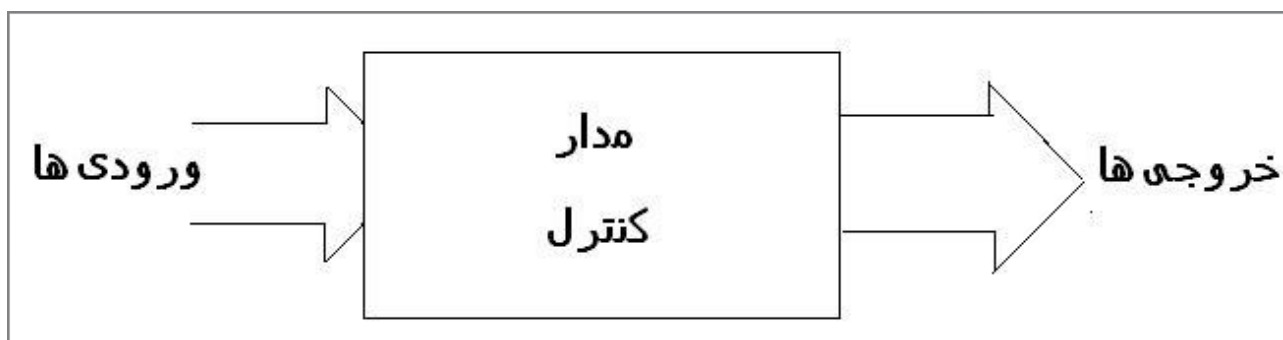 ورودی ها
مدار
کنترل
خروجی ها